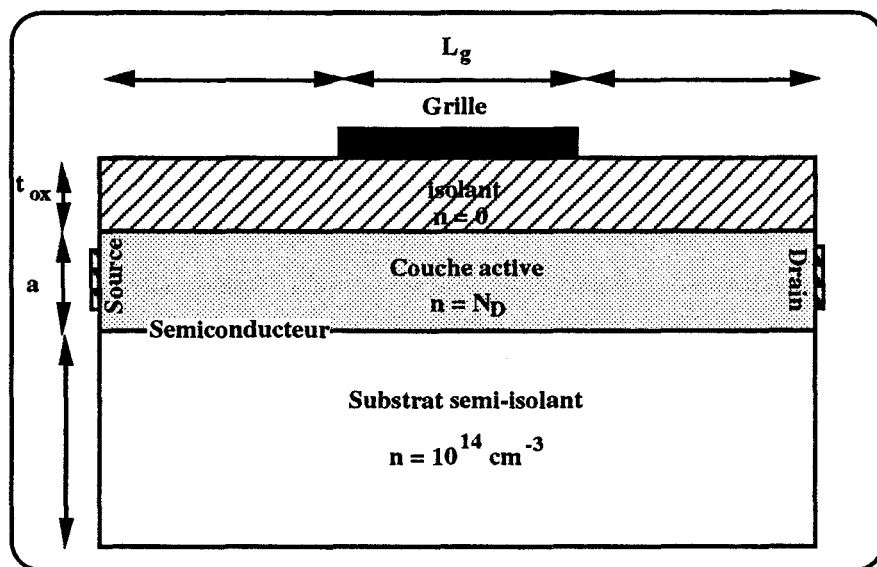 L_g
Grille
t_ox
isolant
n = 0
a
Source
Couche active
n = N_D
Drain
Semiconducteur
Substrat semi-isolant
n = 10^14 cm^-3